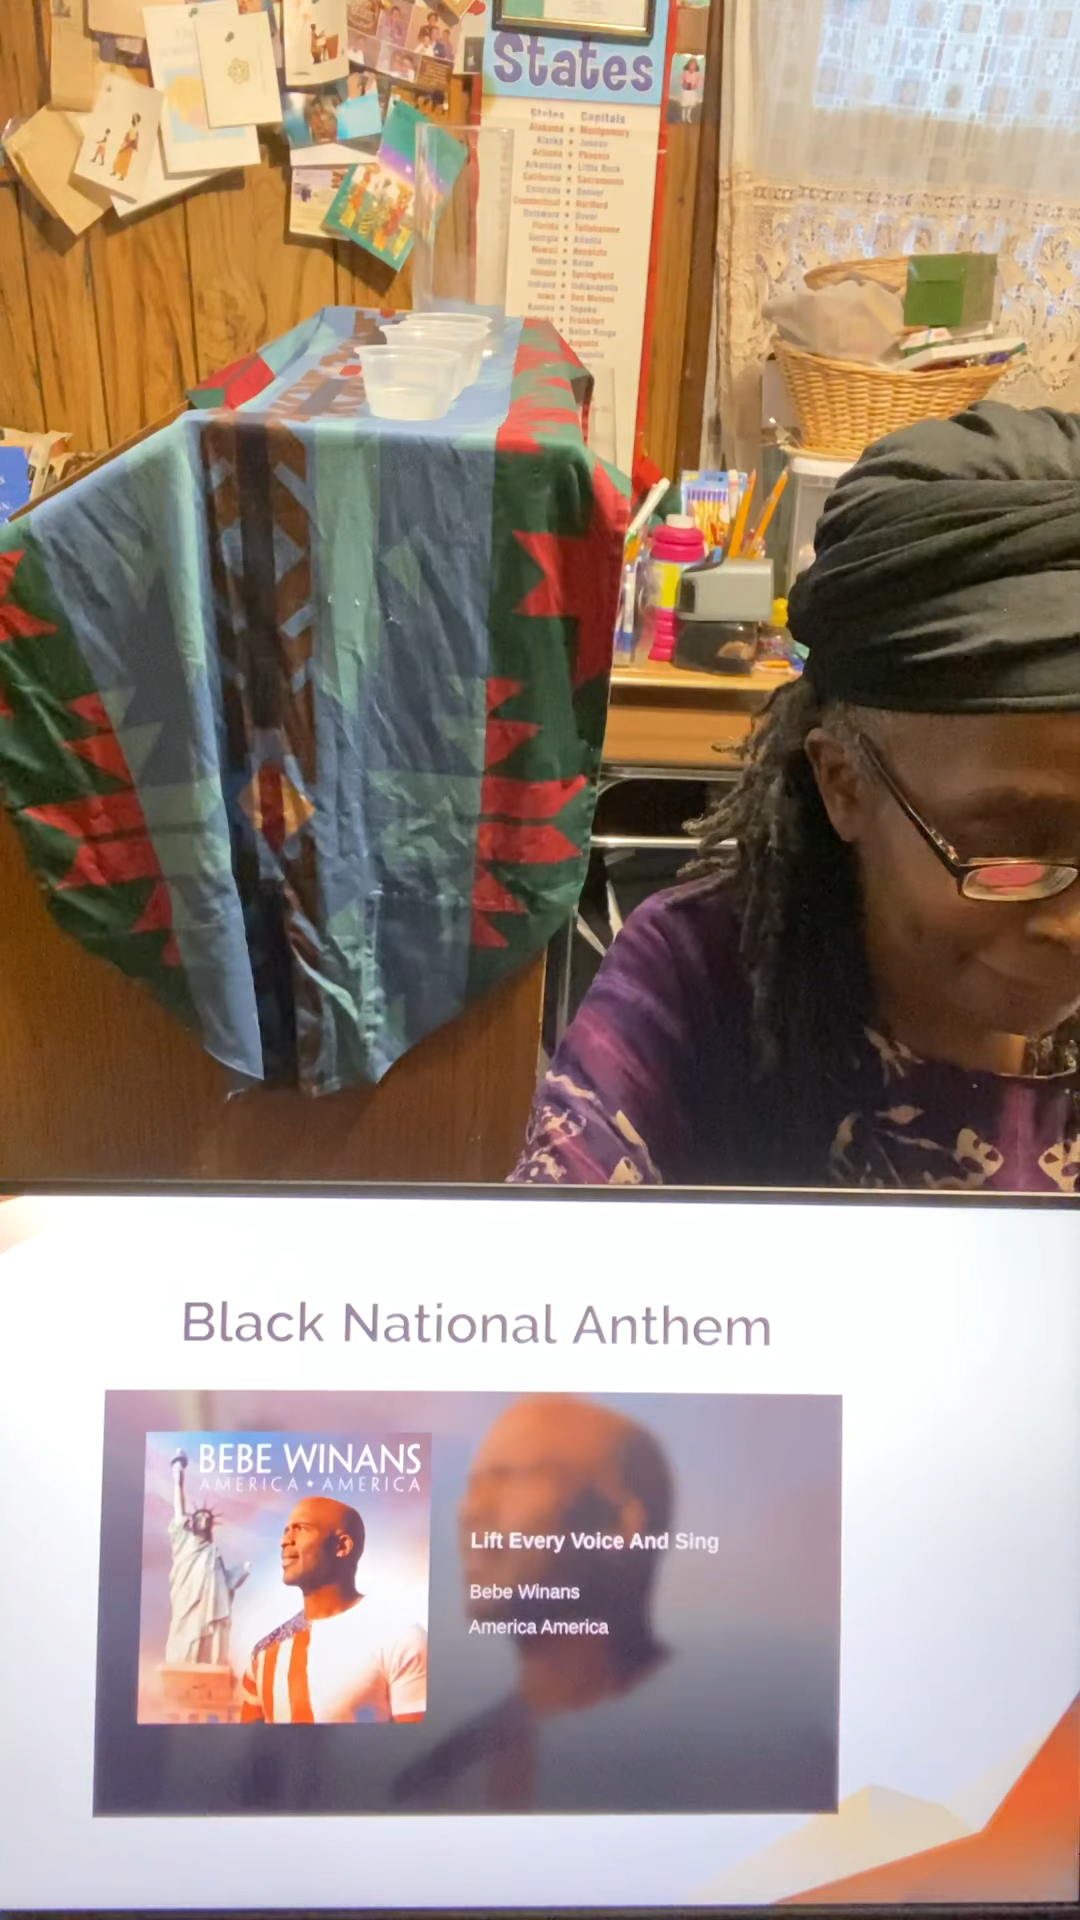 States
States Capitals
Alabama • Montgomery
Alaska • Juneau
Arizona • Phoenix
Arkansas • Little Rock
California • Sacramento
Colorado • Denver
Connecticut • Hartford
Delaware • Dover
Florida • Tallahassee
Georgia • Atlanta
Hawaii • Honolulu
Idaho • Boise
Illinois • Springfield
Indiana • Indianapolis
Iowa • Des Moines
Kansas • Topeka
Frankfort
Baton Rouge
Augusta
Black National Anthem
BEBE WINANS
AMERICA ★ AMERICA
Lift Every Voice And Sing
Bebe Winans
America America